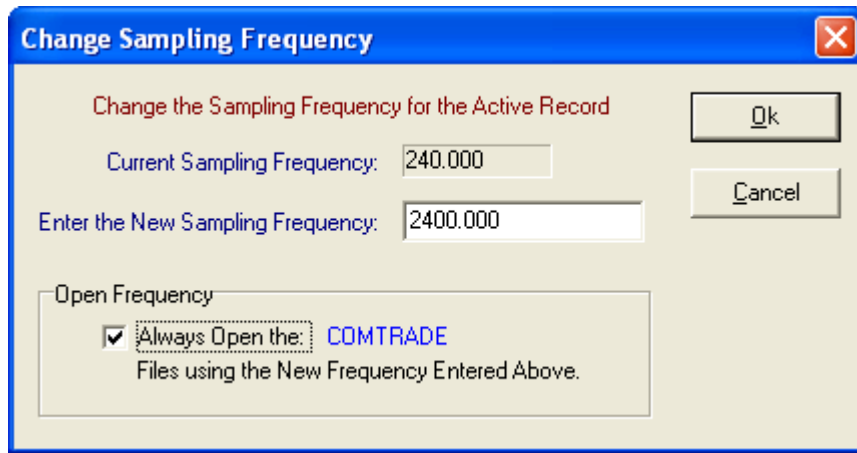 Change Sampling Frequency
Change the Sampling Frequency for the Active Record
Ok
Current Sampling Frequency: 240.000
Cancel
Enter the New Sampling Frequency: 2400.000
Open Frequency
Always Open the: COMTRADE
Files using the New Frequency Entered Above.